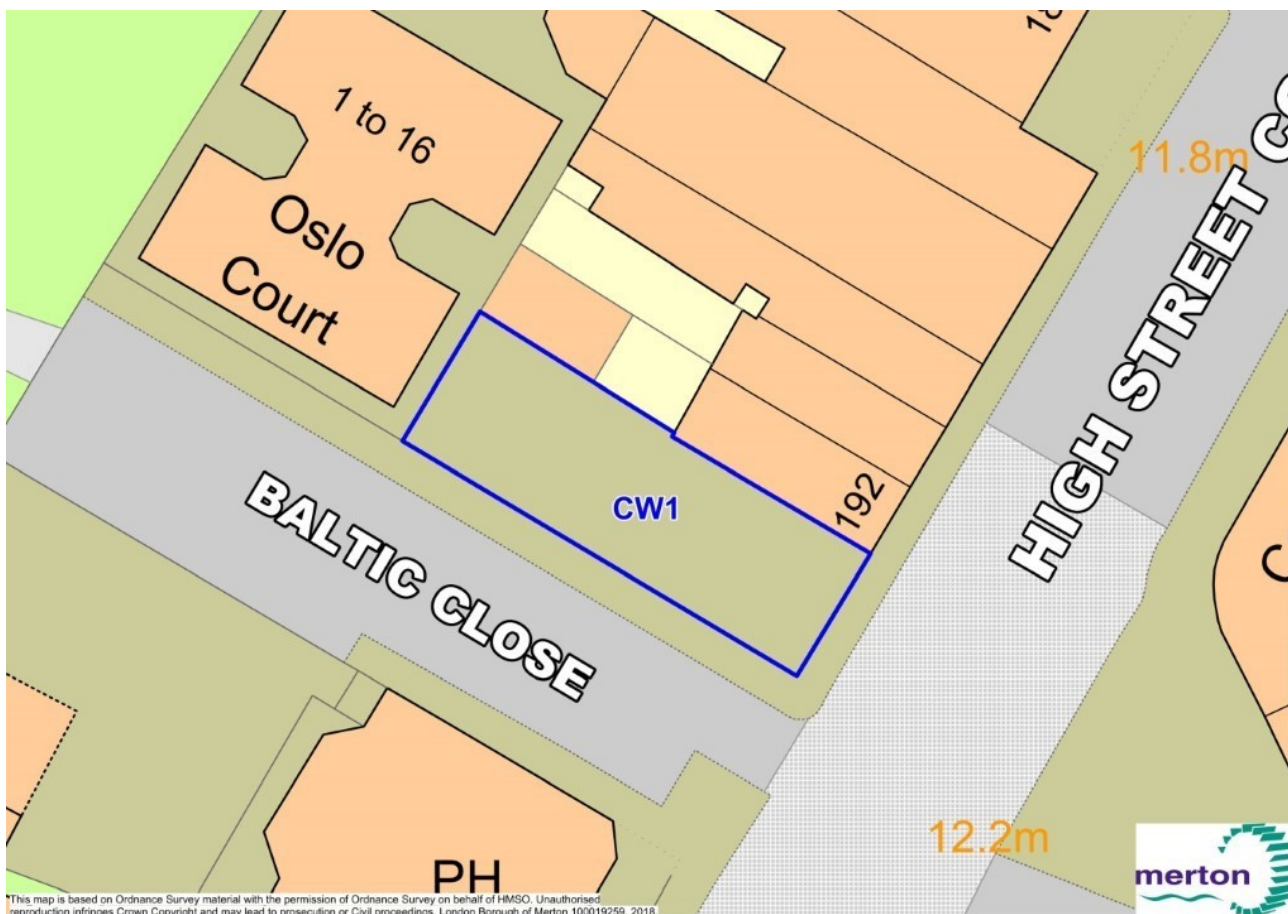 18
1 to 16
11.8m
Oslo
Court
HIGH STREET CO
192
CW1
BALTIC CLOSE
C
12.2m
PH
merton
This map is based on Ordnance Survey material with the permission of Ordnance Survey on behalf of HMSO. Unauthorised
reproduction infringes Crown Copyright and may lead to prosecution or Civil proceedings. London Borough of Merton 100019259. 2018.